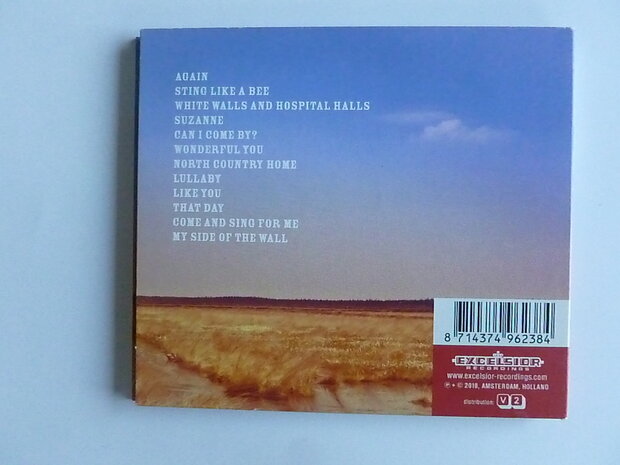 AGAIN
STING LIKE A BEE
WHITE WALLS AND HOSPITAL HALLS
SUZANNE
CAN I COME BY?
WONDERFUL YOU
NORTH COUNTRY HOME
LULLABY
LIKE YOU
THAT DAY
COME AND SING FOR ME
MY SIDE OF THE WALL
8 714374 962384
EXCELSIOR
RECORDINGS
www.excelsior-recordings.com
℗ + © 2016, AMSTERDAM, HOLLAND
distribution: V2